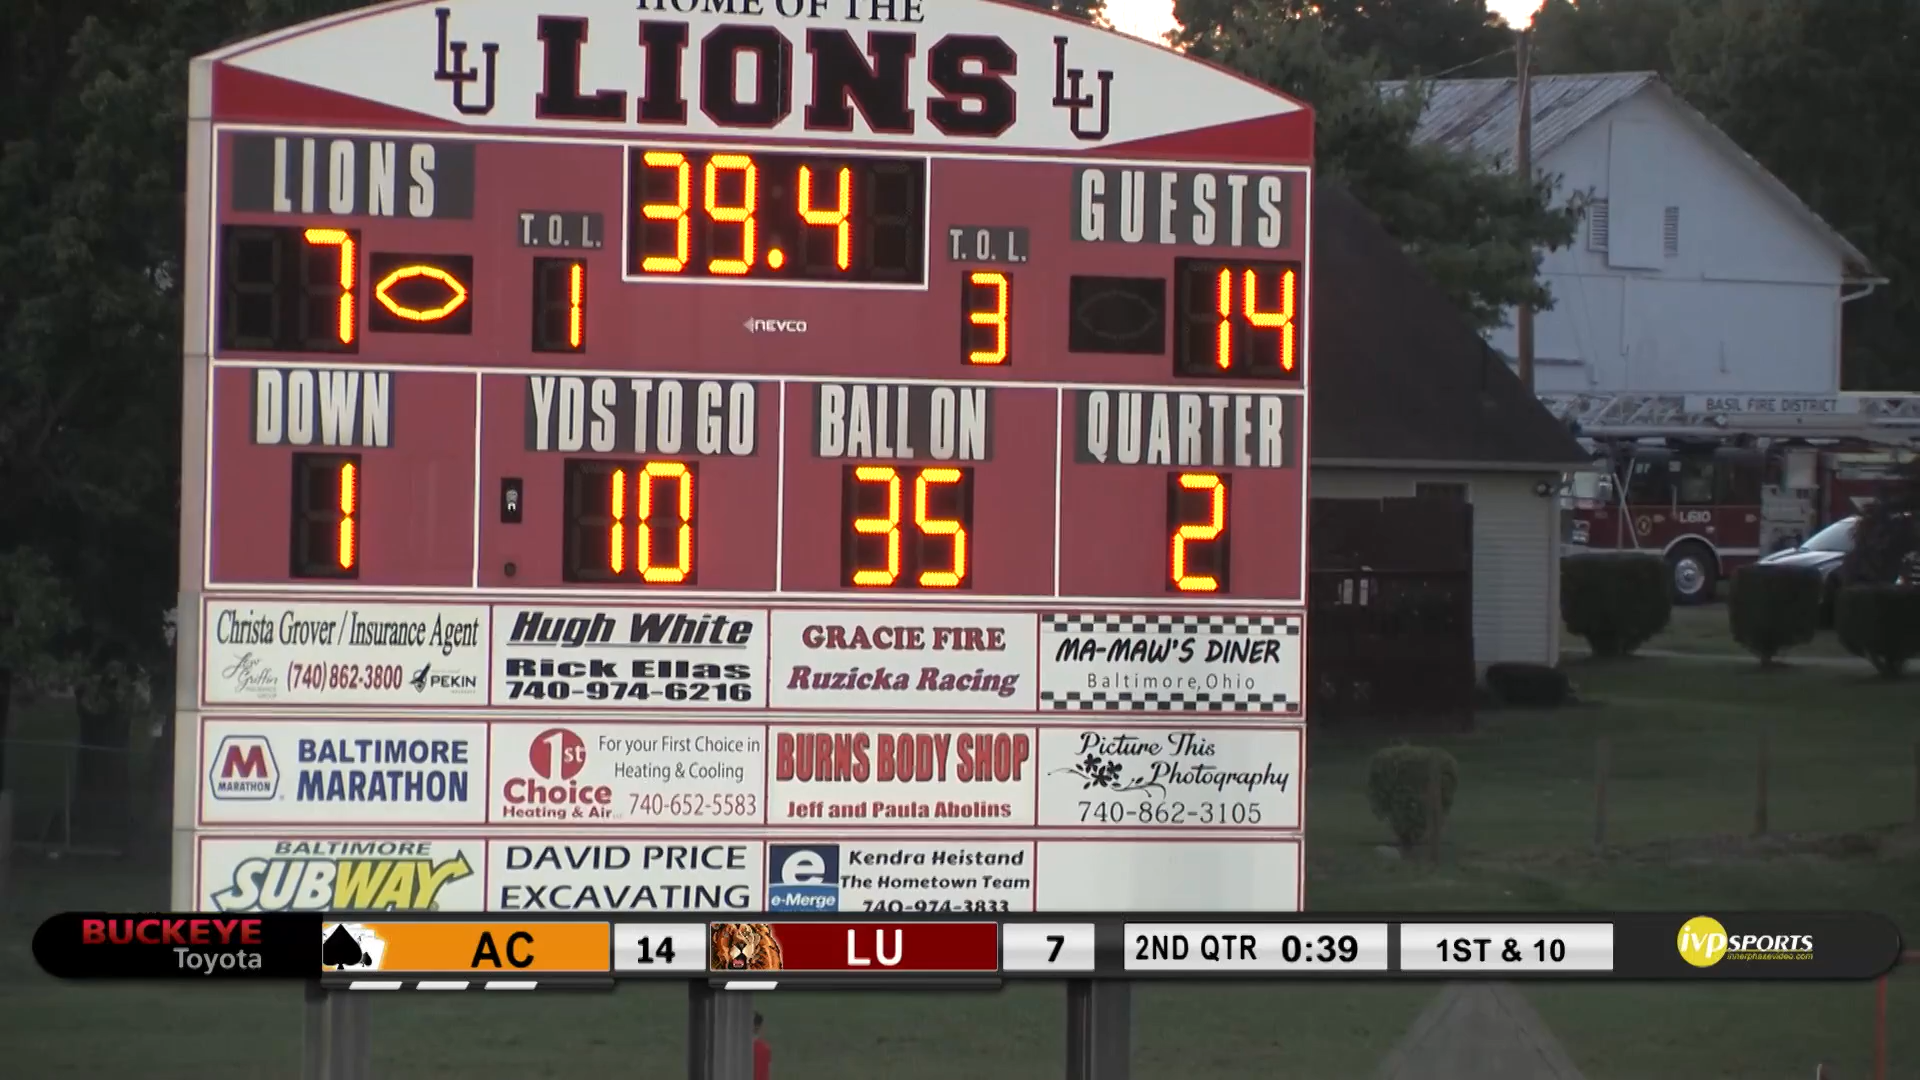 HOME OF THE
LU LIONS LU
LIONS
39.4
GUESTS
T.O.L.
T.O.L.
7
1
3
14
NEVCO
DOWN
YDS TO GO
BALL ON
QUARTER
1
10
35
2
BASIL FIRE DISTRICT
L610
Christa Grover / Insurance Agent
(740) 862-3800
PEKIN
Hugh White
Rick Ellas
740-974-6216
GRACIE FIRE
Ruzicka Racing
MA-MAW'S DINER
Baltimore, Ohio
M
MARATHON
BALTIMORE
MARATHON
1st
Choice
Heating & Air
For your First Choice in
Heating & Cooling
740-652-5583
BURNS BODY SHOP
Jeff and Paula Abolins
Picture This
Photography
740-862-3105
BALTIMORE
SUBWAY
DAVID PRICE
EXCAVATING
e
e-Merge
Kendra Heistand
The Hometown Team
740-974-3833
BUCKEYE
Toyota
AC
14
LU
7
2ND QTR 0:39
1ST & 10
ivp SPORTS
innerphasevideo.com